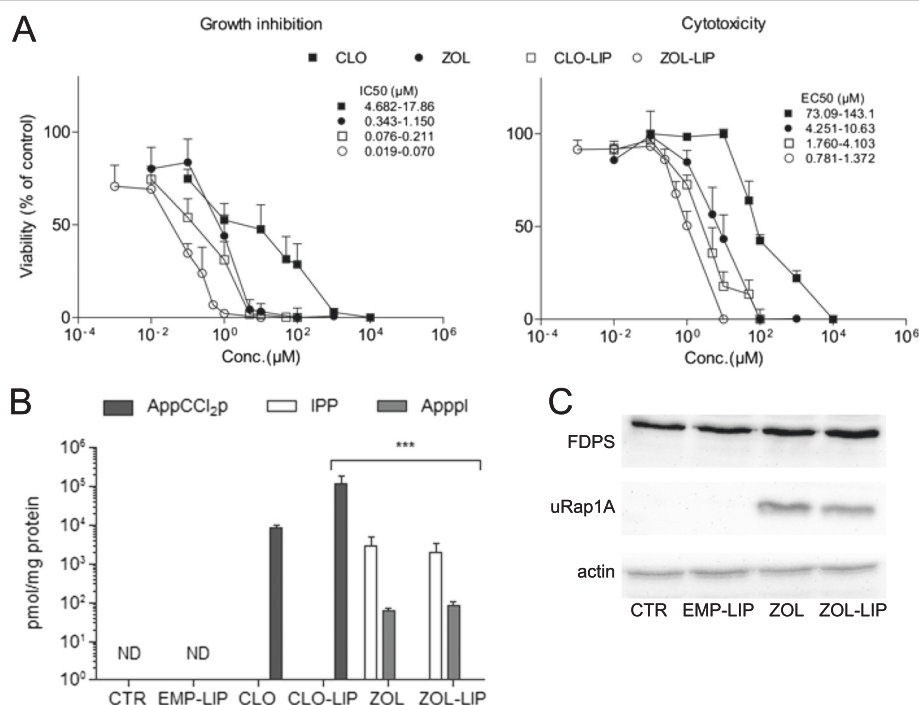 A
Growth inhibition
Cytotoxicity
CLO ZOL CLO-LIP ZOL-LIP
Viability (% of control)
100
50
0
IC50 (µM)
4.682-17.86
0.343-1.150
0.076-0.211
0.019-0.070
10⁻⁴ 10⁻² 10⁰ 10² 10⁴ 10⁶
Conc.(µM)
100
50
0
EC50 (µM)
73.09-143.1
4.251-10.63
1.760-4.103
0.781-1.372
10⁻⁴ 10⁻² 10⁰ 10² 10⁴ 10⁶
Conc.(µM)
B
AppCCl₂p IPP ApppI
pmol/mg protein
10⁶
10⁵
10⁴
10³
10²
10¹
10⁰
***
ND ND
CTR EMP-LIP CLO CLO-LIP ZOL ZOL-LIP
C
FDPS
uRap1A
actin
CTR EMP-LIP ZOL ZOL-LIP